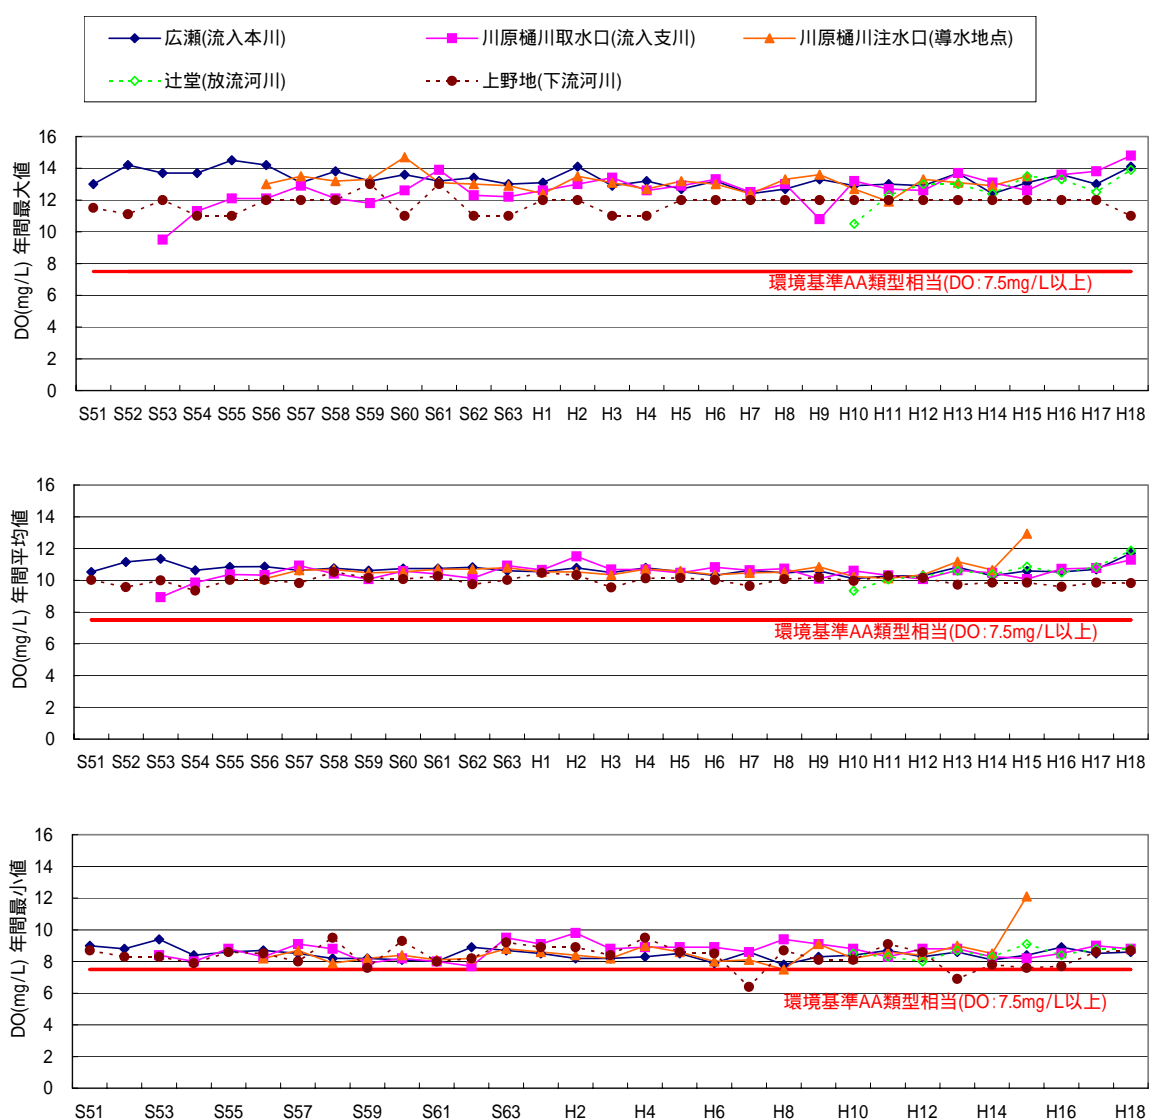 広瀬(流入本川) 川原樋川取水口(流入支川) 川原樋川注水口(導水地点)
辻堂(放流河川) 上野地(下流河川)
DO(mg/L) 年間最大値
16
14
12
10
8
6
4
2
0
環境基準AA類型相当(DO：7.5mg/L以上)
S51 S52 S53 S54 S55 S56 S57 S58 S59 S60 S61 S62 S63 H1 H2 H3 H4 H5 H6 H7 H8 H9 H10 H11 H12 H13 H14 H15 H16 H17 H18
DO(mg/L) 年間平均値
16
14
12
10
8
6
4
2
0
環境基準AA類型相当(DO：7.5mg/L以上)
S51 S52 S53 S54 S55 S56 S57 S58 S59 S60 S61 S62 S63 H1 H2 H3 H4 H5 H6 H7 H8 H9 H10 H11 H12 H13 H14 H15 H16 H17 H18
DO(mg/L) 年間最小値
16
14
12
10
8
6
4
2
0
環境基準AA類型相当(DO：7.5mg/L以上)
S51 S53 S55 S57 S59 S61 S63 H2 H4 H6 H8 H10 H12 H14 H16 H18